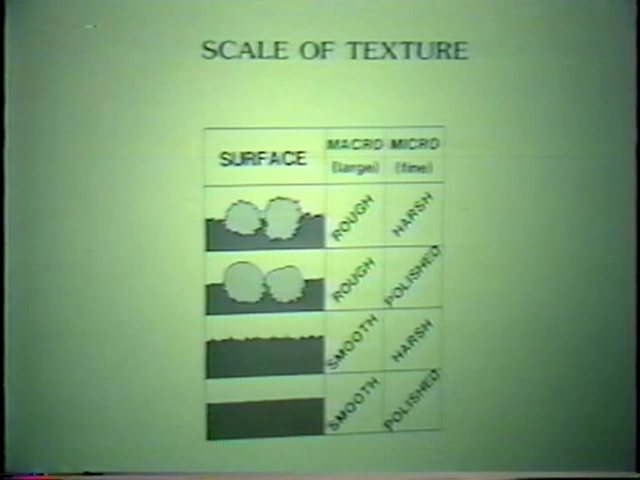 SCALE OF TEXTURE
SURFACE MACRO (large) MICRO (fine)
ROUGH HARSH
ROUGH POLISHED
SMOOTH HARSH
SMOOTH POLISHED